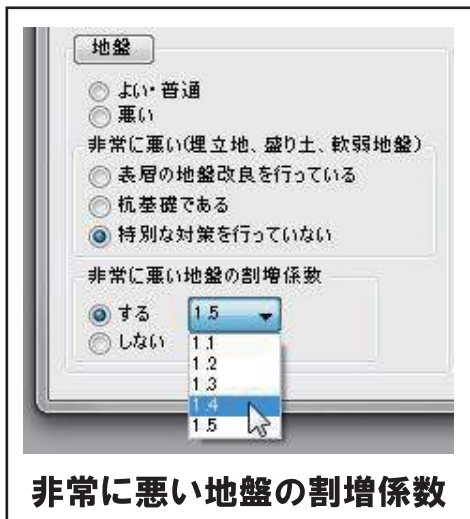 地盤
よい・普通
悪い
非常に悪い(埋立地、盛り土、軟弱地盤)
表層の地盤改良を行っている
杭基礎である
特別な対策を行っていない
非常に悪い地盤の割増係数
する 1.5
しない
1.1
1.2
1.3
1.4
1.5
非常に悪い地盤の割増係数